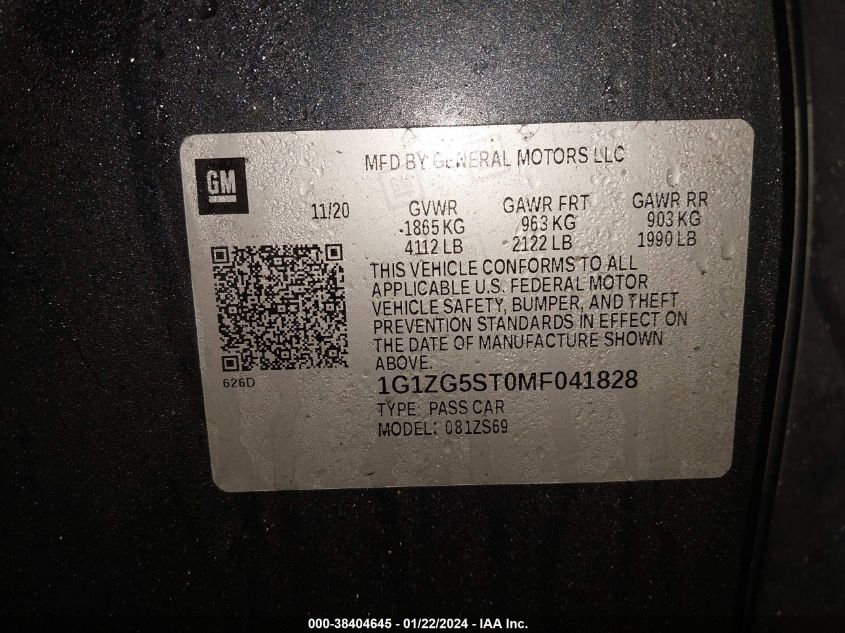 MFD BY GENERAL MOTORS LLC
GM
11/20
GVWR GAWR FRT GAWR RR
1865 KG 963 KG 903 KG
4112 LB 2122 LB 1990 LB
THIS VEHICLE CONFORMS TO ALL
APPLICABLE U.S. FEDERAL MOTOR
VEHICLE SAFETY, BUMPER, AND THEFT
PREVENTION STANDARDS IN EFFECT ON
THE DATE OF MANUFACTURE SHOWN
ABOVE.
626D
1G1ZG5ST0MF041828
TYPE: PASS CAR
MODEL: 081ZS69
000-38404645 - 01/22/2024 - IAA Inc.